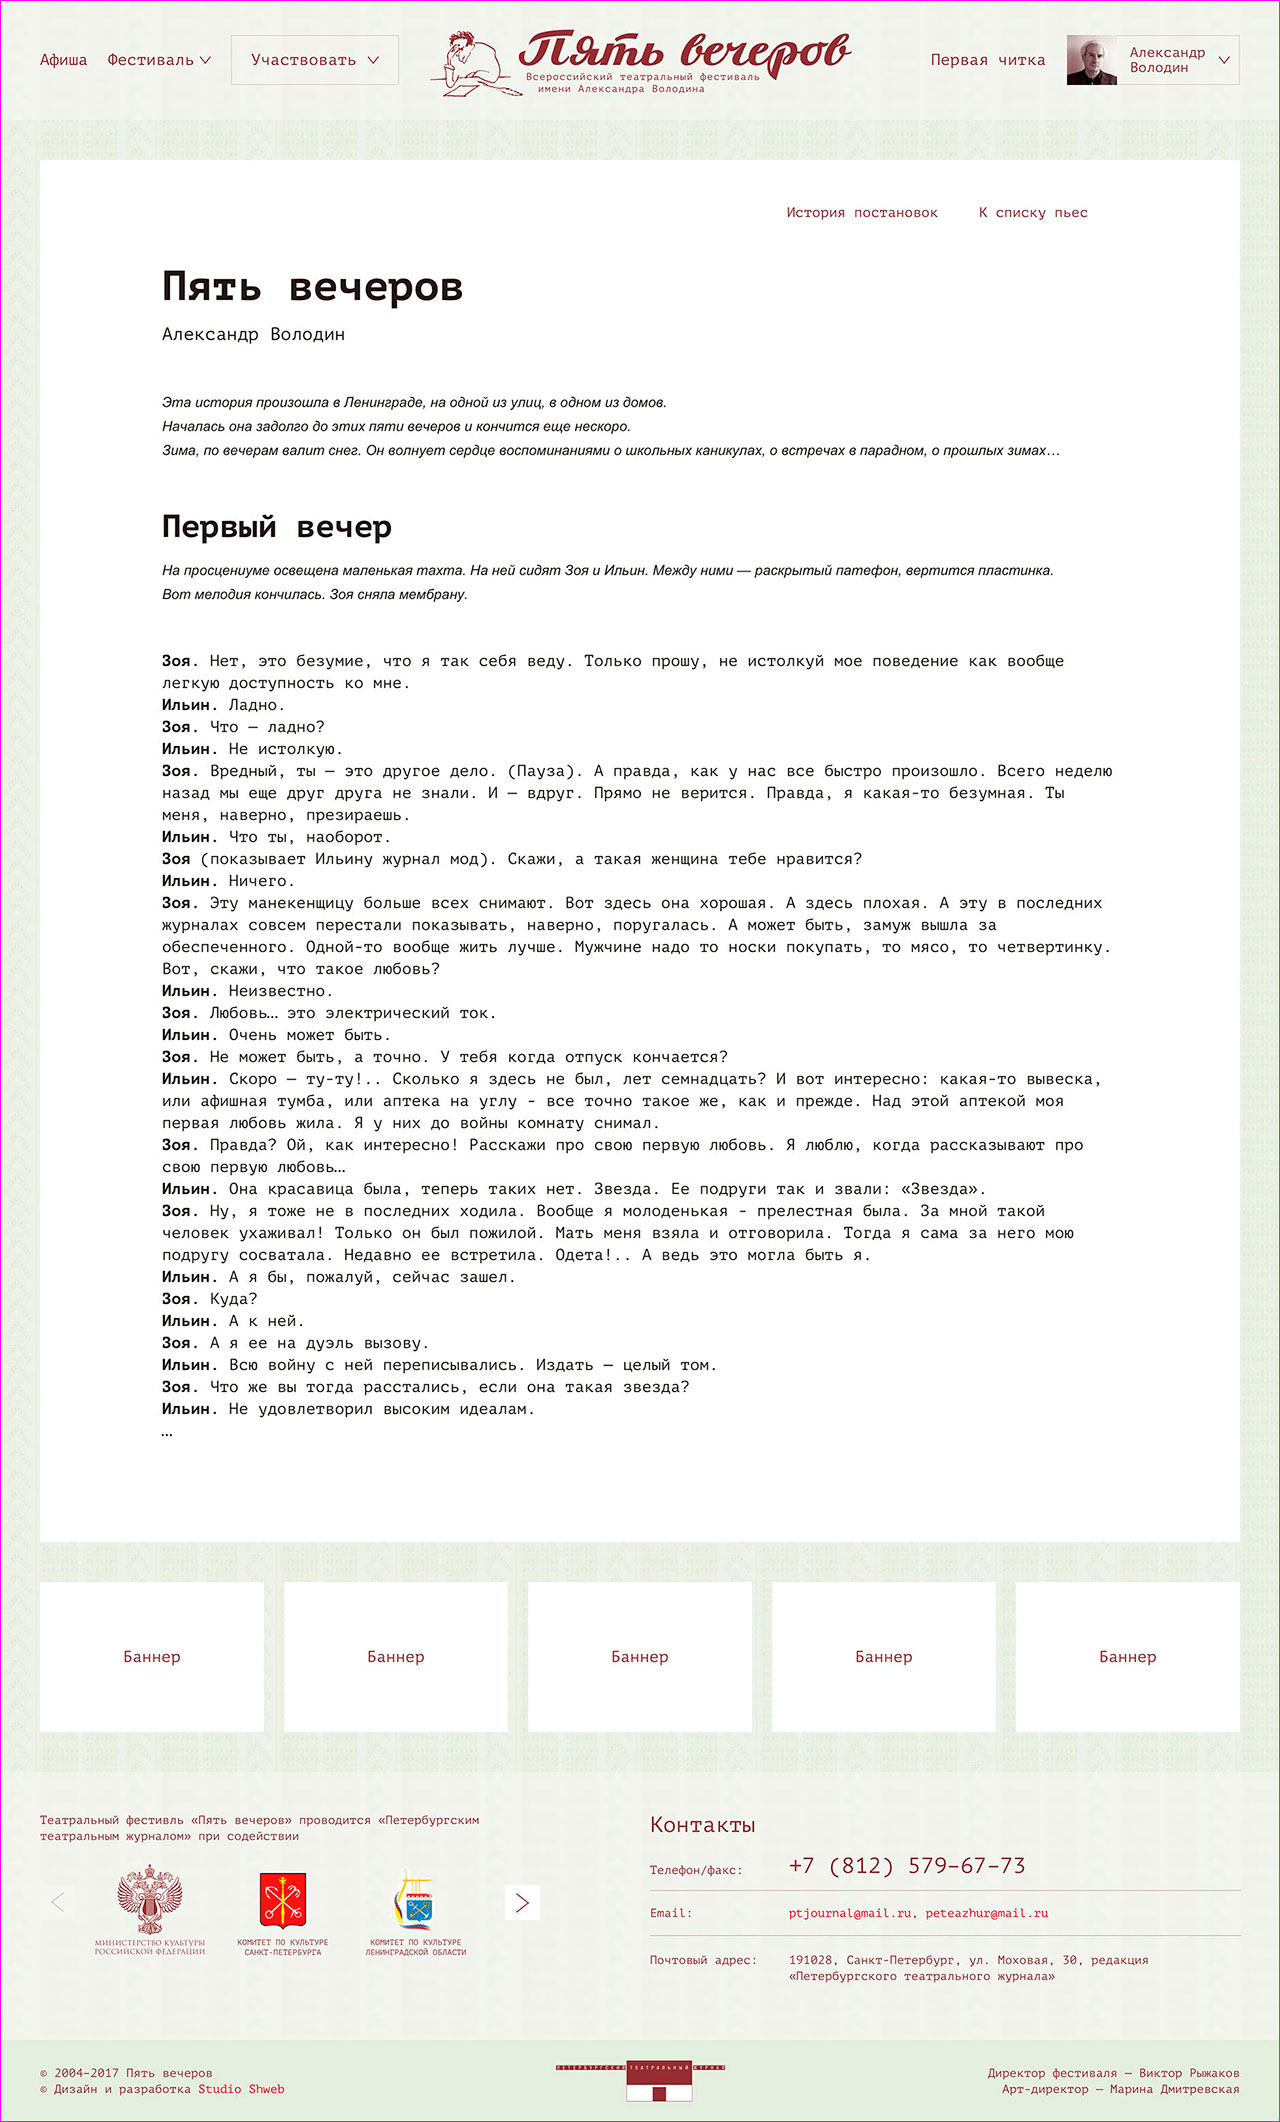 Афиша
Фестиваль
Участвовать
Пять вечеров
Всероссийский театральный фестиваль
имени Александра Володина
Первая читка
Александр
Володин
История постановок
К списку пьес
Пять вечеров
Александр Володин
Эта история произошла в Ленинграде, на одной из улиц, в одном из домов.
Началась она задолго до этих пяти вечеров и кончится еще нескоро.
Зима, по вечерам валит снег. Он волнует сердце воспоминаниями о школьных каникулах, о встречах в парадном, о прошлых зимах…
Первый вечер
На просцениуме освещена маленькая тахта. На ней сидят Зоя и Ильин. Между ними — раскрытый патефон, вертится пластинка.
Вот мелодия кончилась. Зоя сняла мембрану.
Зоя. Нет, это безумие, что я так себя веду. Только прошу, не истолкуй мое поведение как вообще
легкую доступность ко мне.
Ильин. Ладно.
Зоя. Что — ладно?
Ильин. Не истолкую.
Зоя. Вредный, ты — это другое дело. (Пауза). А правда, как у нас все быстро произошло. Всего неделю
назад мы еще друг друга не знали. И — вдруг. Прямо не верится. Правда, я какая-то безумная. Ты
меня, наверно, презираешь.
Ильин. Что ты, наоборот.
Зоя (показывает Ильину журнал мод). Скажи, а такая женщина тебе нравится?
Ильин. Ничего.
Зоя. Эту манекенщицу больше всех снимают. Вот здесь она хорошая. А здесь плохая. А эту в последних
журналах совсем перестали показывать, наверно, поругалась. А может быть, замуж вышла за
обеспеченного. Одной-то вообще жить лучше. Мужчине надо то носки покупать, то мясо, то четвертинку.
Вот, скажи, что такое любовь?
Ильин. Неизвестно.
Зоя. Любовь… это электрический ток.
Ильин. Очень может быть.
Зоя. Не может быть, а точно. У тебя когда отпуск кончается?
Ильин. Скоро — ту-ту!.. Сколько я здесь не был, лет семнадцать? И вот интересно: какая-то вывеска,
или афишная тумба, или аптека на углу - все точно такое же, как и прежде. Над этой аптекой моя
первая любовь жила. Я у них до войны комнату снимал.
Зоя. Правда? Ой, как интересно! Расскажи про свою первую любовь. Я люблю, когда рассказывают про
свою первую любовь…
Ильин. Она красавица была, теперь таких нет. Звезда. Ее подруги так и звали: «Звезда».
Зоя. Ну, я тоже не в последних ходила. Вообще я молоденькая - прелестная была. За мной такой
человек ухаживал! Только он был пожилой. Мать меня взяла и отговорила. Тогда я сама за него мою
подругу сосватала. Недавно ее встретила. Одета!.. А ведь это могла быть я.
Ильин. А я бы, пожалуй, сейчас зашел.
Зоя. Куда?
Ильин. А к ней.
Зоя. А я ее на дуэль вызову.
Ильин. Всю войну с ней переписывались. Издать — целый том.
Зоя. Что же вы тогда расстались, если она такая звезда?
Ильин. Не удовлетворил высоким идеалам.
…
Баннер
Баннер
Баннер
Баннер
Баннер
Театральный фестивль «Пять вечеров» проводится «Петербургским
театральным журналом» при содействии
МИНИСТЕРСТВО КУЛЬТУРЫ
РОССИЙСКОЙ ФЕДЕРАЦИИ
КОМИТЕТ ПО КУЛЬТУРЕ
САНКТ-ПЕТЕРБУРГА
КОМИТЕТ ПО КУЛЬТУРЕ
ЛЕНИНГРАДСКОЙ ОБЛАСТИ
Контакты
Телефон/факс: +7 (812) 579-67-73
Email: ptjournal@mail.ru, peteazhur@mail.ru
Почтовый адрес: 191028, Санкт-Петербург, ул. Моховая, 30, редакция
«Петербургского театрального журнала»
© 2004-2017 Пять вечеров
© Дизайн и разработка Studio Shweb
ПЕТЕРБУРГСКИЙ ТЕАТРАЛЬНЫЙ ЖУРНАЛ
Директор фестиваля — Виктор Рыжаков
Арт-директор — Марина Дмитревская